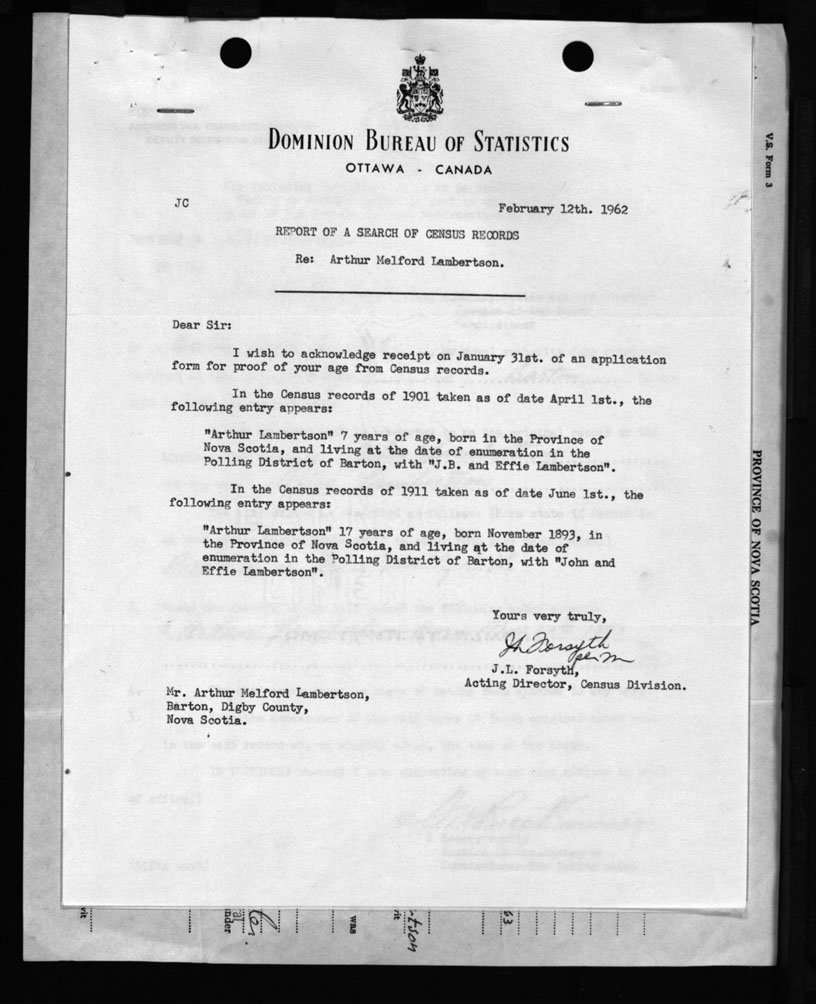 DOMINION BUREAU OF STATISTICS
OTTAWA - CANADA
JC
February 12th. 1962
REPORT OF A SEARCH OF CENSUS RECORDS
Re: Arthur Melford Lambertson.
Dear Sir:
I wish to acknowledge receipt on January 31st. of an application
form for proof of your age from Census records.
In the Census records of 1901 taken as of date April 1st., the
following entry appears:
"Arthur Lambertson" 7 years of age, born in the Province of
Nova Scotia, and living at the date of enumeration in the
Polling District of Barton, with "J.B. and Effie Lambertson".
In the Census records of 1911 taken as of date June 1st., the
following entry appears:
"Arthur Lambertson" 17 years of age, born November 1893, in
the Province of Nova Scotia, and living at the date of
enumeration in the Polling District of Barton, with "John and
Effie Lambertson".
Yours very truly,
J.L. Forsyth
per m
J.L. Forsyth,
Acting Director, Census Division.
Mr. Arthur Melford Lambertson,
Barton, Digby County,
Nova Scotia.
V.S. Form 3
PROVINCE OF NOVA SCOTIA
under
was
63